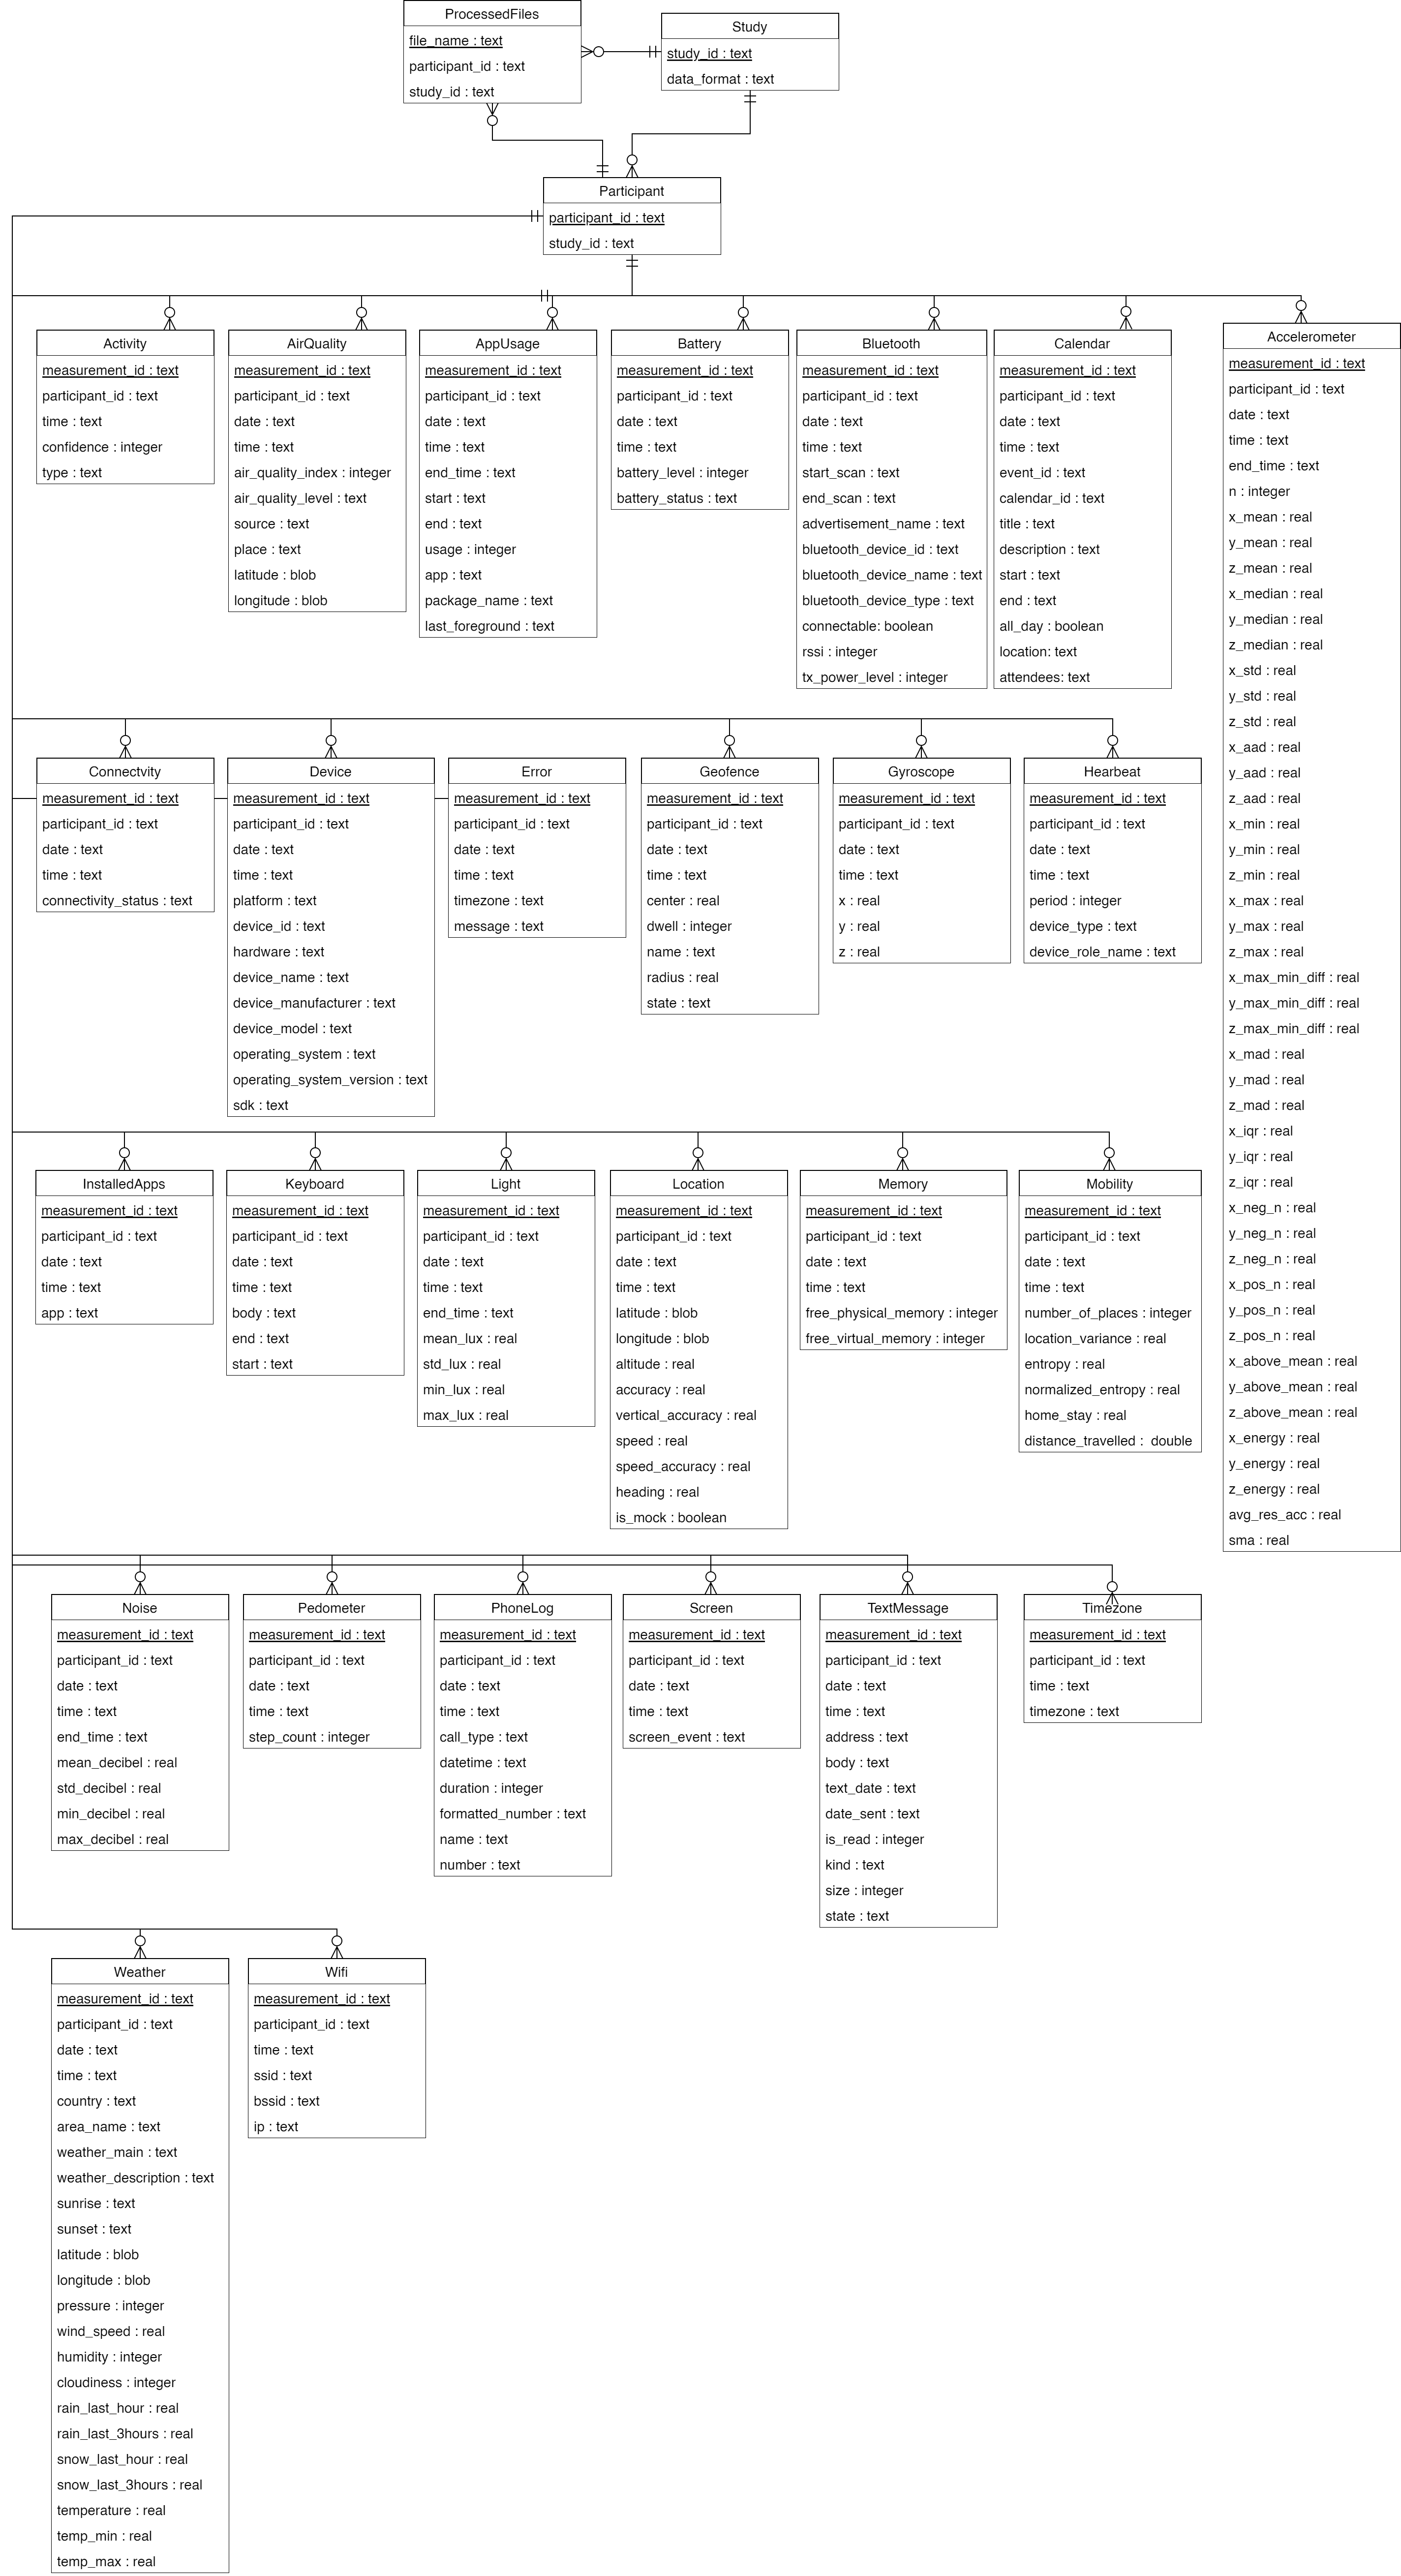 ProcessedFiles
file_name : text
participant_id : text
study_id : text
Study
study_id : text
data_format : text
Participant
participant_id : text
study_id : text
Activity
measurement_id : text
participant_id : text
time : text
confidence : integer
type : text
AirQuality
measurement_id : text
participant_id : text
date : text
time : text
air_quality_index : integer
air_quality_level : text
source : text
place : text
latitude : blob
longitude : blob
AppUsage
measurement_id : text
participant_id : text
date : text
time : text
end_time : text
start : text
end : text
usage : integer
app : text
package_name : text
last_foreground : text
Battery
measurement_id : text
participant_id : text
date : text
time : text
battery_level : integer
battery_status : text
Bluetooth
measurement_id : text
participant_id : text
date : text
time : text
start_scan : text
end_scan : text
advertisement_name : text
bluetooth_device_id : text
bluetooth_device_name : text
bluetooth_device_type : text
connectable: boolean
rssi : integer
tx_power_level : integer
Calendar
measurement_id : text
participant_id : text
date : text
time : text
event_id : text
calendar_id : text
title : text
description : text
start : text
end : text
all_day : boolean
location: text
attendees: text
Accelerometer
measurement_id : text
participant_id : text
date : text
time : text
end_time : text
n : integer
x_mean : real
y_mean : real
z_mean : real
x_median : real
y_median : real
z_median : real
x_std : real
y_std : real
z_std : real
x_aad : real
y_aad : real
z_aad : real
x_min : real
y_min : real
z_min : real
x_max : real
y_max : real
z_max : real
x_max_min_diff : real
y_max_min_diff : real
z_max_min_diff : real
x_mad : real
y_mad : real
z_mad : real
x_iqr : real
y_iqr : real
z_iqr : real
x_neg_n : real
y_neg_n : real
z_neg_n : real
x_pos_n : real
y_pos_n : real
z_pos_n : real
x_above_mean : real
y_above_mean : real
z_above_mean : real
x_energy : real
y_energy : real
z_energy : real
avg_res_acc : real
sma : real
Connectvity
measurement_id : text
participant_id : text
date : text
time : text
connectivity_status : text
Device
measurement_id : text
participant_id : text
date : text
time : text
platform : text
device_id : text
hardware : text
device_name : text
device_manufacturer : text
device_model : text
operating_system : text
operating_system_version : text
sdk : text
Error
measurement_id : text
participant_id : text
date : text
time : text
timezone : text
message : text
Geofence
measurement_id : text
participant_id : text
date : text
time : text
center : real
dwell : integer
name : text
radius : real
state : text
Gyroscope
measurement_id : text
participant_id : text
date : text
time : text
x : real
y : real
z : real
Hearbeat
measurement_id : text
participant_id : text
date : text
time : text
period : integer
device_type : text
device_role_name : text
InstalledApps
measurement_id : text
participant_id : text
date : text
time : text
app : text
Keyboard
measurement_id : text
participant_id : text
date : text
time : text
body : text
end : text
start : text
Light
measurement_id : text
participant_id : text
date : text
time : text
end_time : text
mean_lux : real
std_lux : real
min_lux : real
max_lux : real
Location
measurement_id : text
participant_id : text
date : text
time : text
latitude : blob
longitude : blob
altitude : real
accuracy : real
vertical_accuracy : real
speed : real
speed_accuracy : real
heading : real
is_mock : boolean
Memory
measurement_id : text
participant_id : text
date : text
time : text
free_physical_memory : integer
free_virtual_memory : integer
Mobility
measurement_id : text
participant_id : text
date : text
time : text
number_of_places : integer
location_variance : real
entropy : real
normalized_entropy : real
home_stay : real
distance_travelled : double
Noise
measurement_id : text
participant_id : text
date : text
time : text
end_time : text
mean_decibel : real
std_decibel : real
min_decibel : real
max_decibel : real
Pedometer
measurement_id : text
participant_id : text
date : text
time : text
step_count : integer
PhoneLog
measurement_id : text
participant_id : text
date : text
time : text
call_type : text
datetime : text
duration : integer
formatted_number : text
name : text
number : text
Screen
measurement_id : text
participant_id : text
date : text
time : text
screen_event : text
TextMessage
measurement_id : text
participant_id : text
date : text
time : text
address : text
body : text
text_date : text
date_sent : text
is_read : integer
kind : text
size : integer
state : text
Timezone
measurement_id : text
participant_id : text
time : text
timezone : text
Weather
measurement_id : text
participant_id : text
date : text
time : text
country : text
area_name : text
weather_main : text
weather_description : text
sunrise : text
sunset : text
latitude : blob
longitude : blob
pressure : integer
wind_speed : real
humidity : integer
cloudiness : integer
rain_last_hour : real
rain_last_3hours : real
snow_last_hour : real
snow_last_3hours : real
temperature : real
temp_min : real
temp_max : real
Wifi
measurement_id : text
participant_id : text
time : text
ssid : text
bssid : text
ip : text